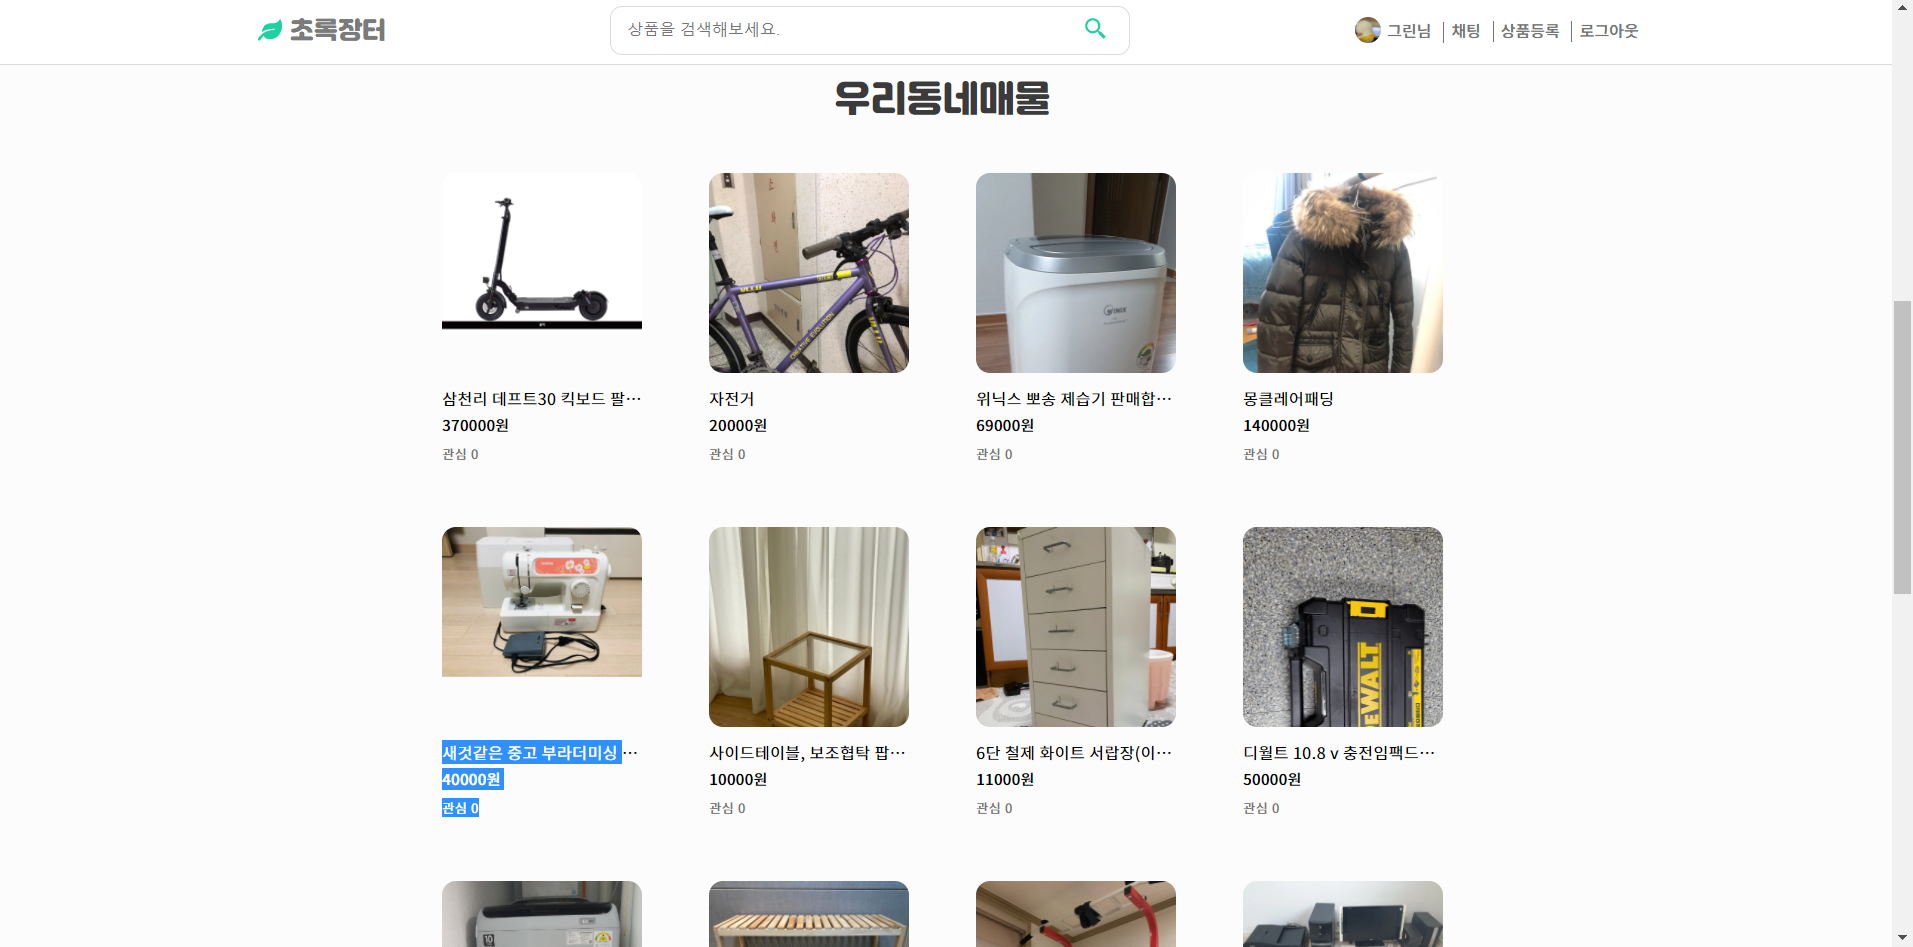 초록장터
상품을 검색해보세요.
그린님
채팅
상품등록
로그아웃
우리동네매물
삼천리 데프트30 킥보드 팔…
370000원
관심 0
자전거
20000원
관심 0
위닉스 뽀송 제습기 판매합…
69000원
관심 0
몽클레어패딩
140000원
관심 0
CREATIVE EVOLUTION
WINIX
새것같은 중고 부라더미싱 …
40000원
관심 0
사이드테이블, 보조협탁 팝…
10000원
관심 0
6단 철제 화이트 서랍장(이…
11000원
관심 0
디월트 10.8 v 충전임팩드…
50000원
관심 0
DEWALT
10